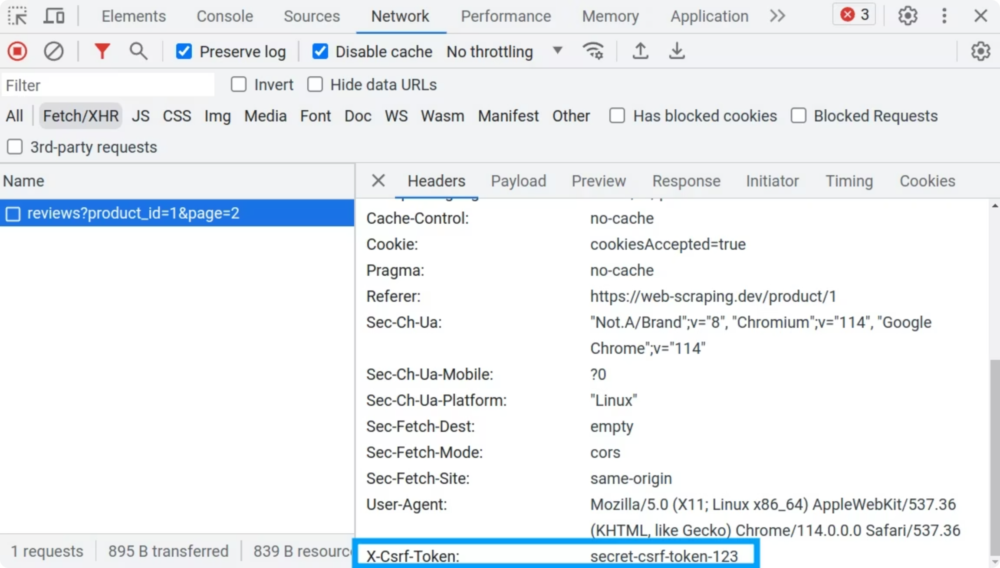 Elements Console Sources Network Performance Memory Application 3
Preserve log Disable cache No throttling
Filter Invert Hide data URLs
All Fetch/XHR JS CSS Img Media Font Doc WS Wasm Manifest Other Has blocked cookies Blocked Requests
3rd-party requests
Name
Headers Payload Preview Response Initiator Timing Cookies
reviews?product_id=1&page=2
Cache-Control: no-cache
Cookie: cookiesAccepted=true
Pragma: no-cache
Referer: https://web-scraping.dev/product/1
Sec-Ch-Ua: "Not.A/Brand";v="8", "Chromium";v="114", "Google
Chrome";v="114"
Sec-Ch-Ua-Mobile: ?0
Sec-Ch-Ua-Platform: "Linux"
Sec-Fetch-Dest: empty
Sec-Fetch-Mode: cors
Sec-Fetch-Site: same-origin
User-Agent: Mozilla/5.0 (X11; Linux x86_64) AppleWebKit/537.36
(KHTML, like Gecko) Chrome/114.0.0.0 Safari/537.36
X-Csrf-Token: secret-csrf-token-123
1 requests 895 B transferred 839 B resourc